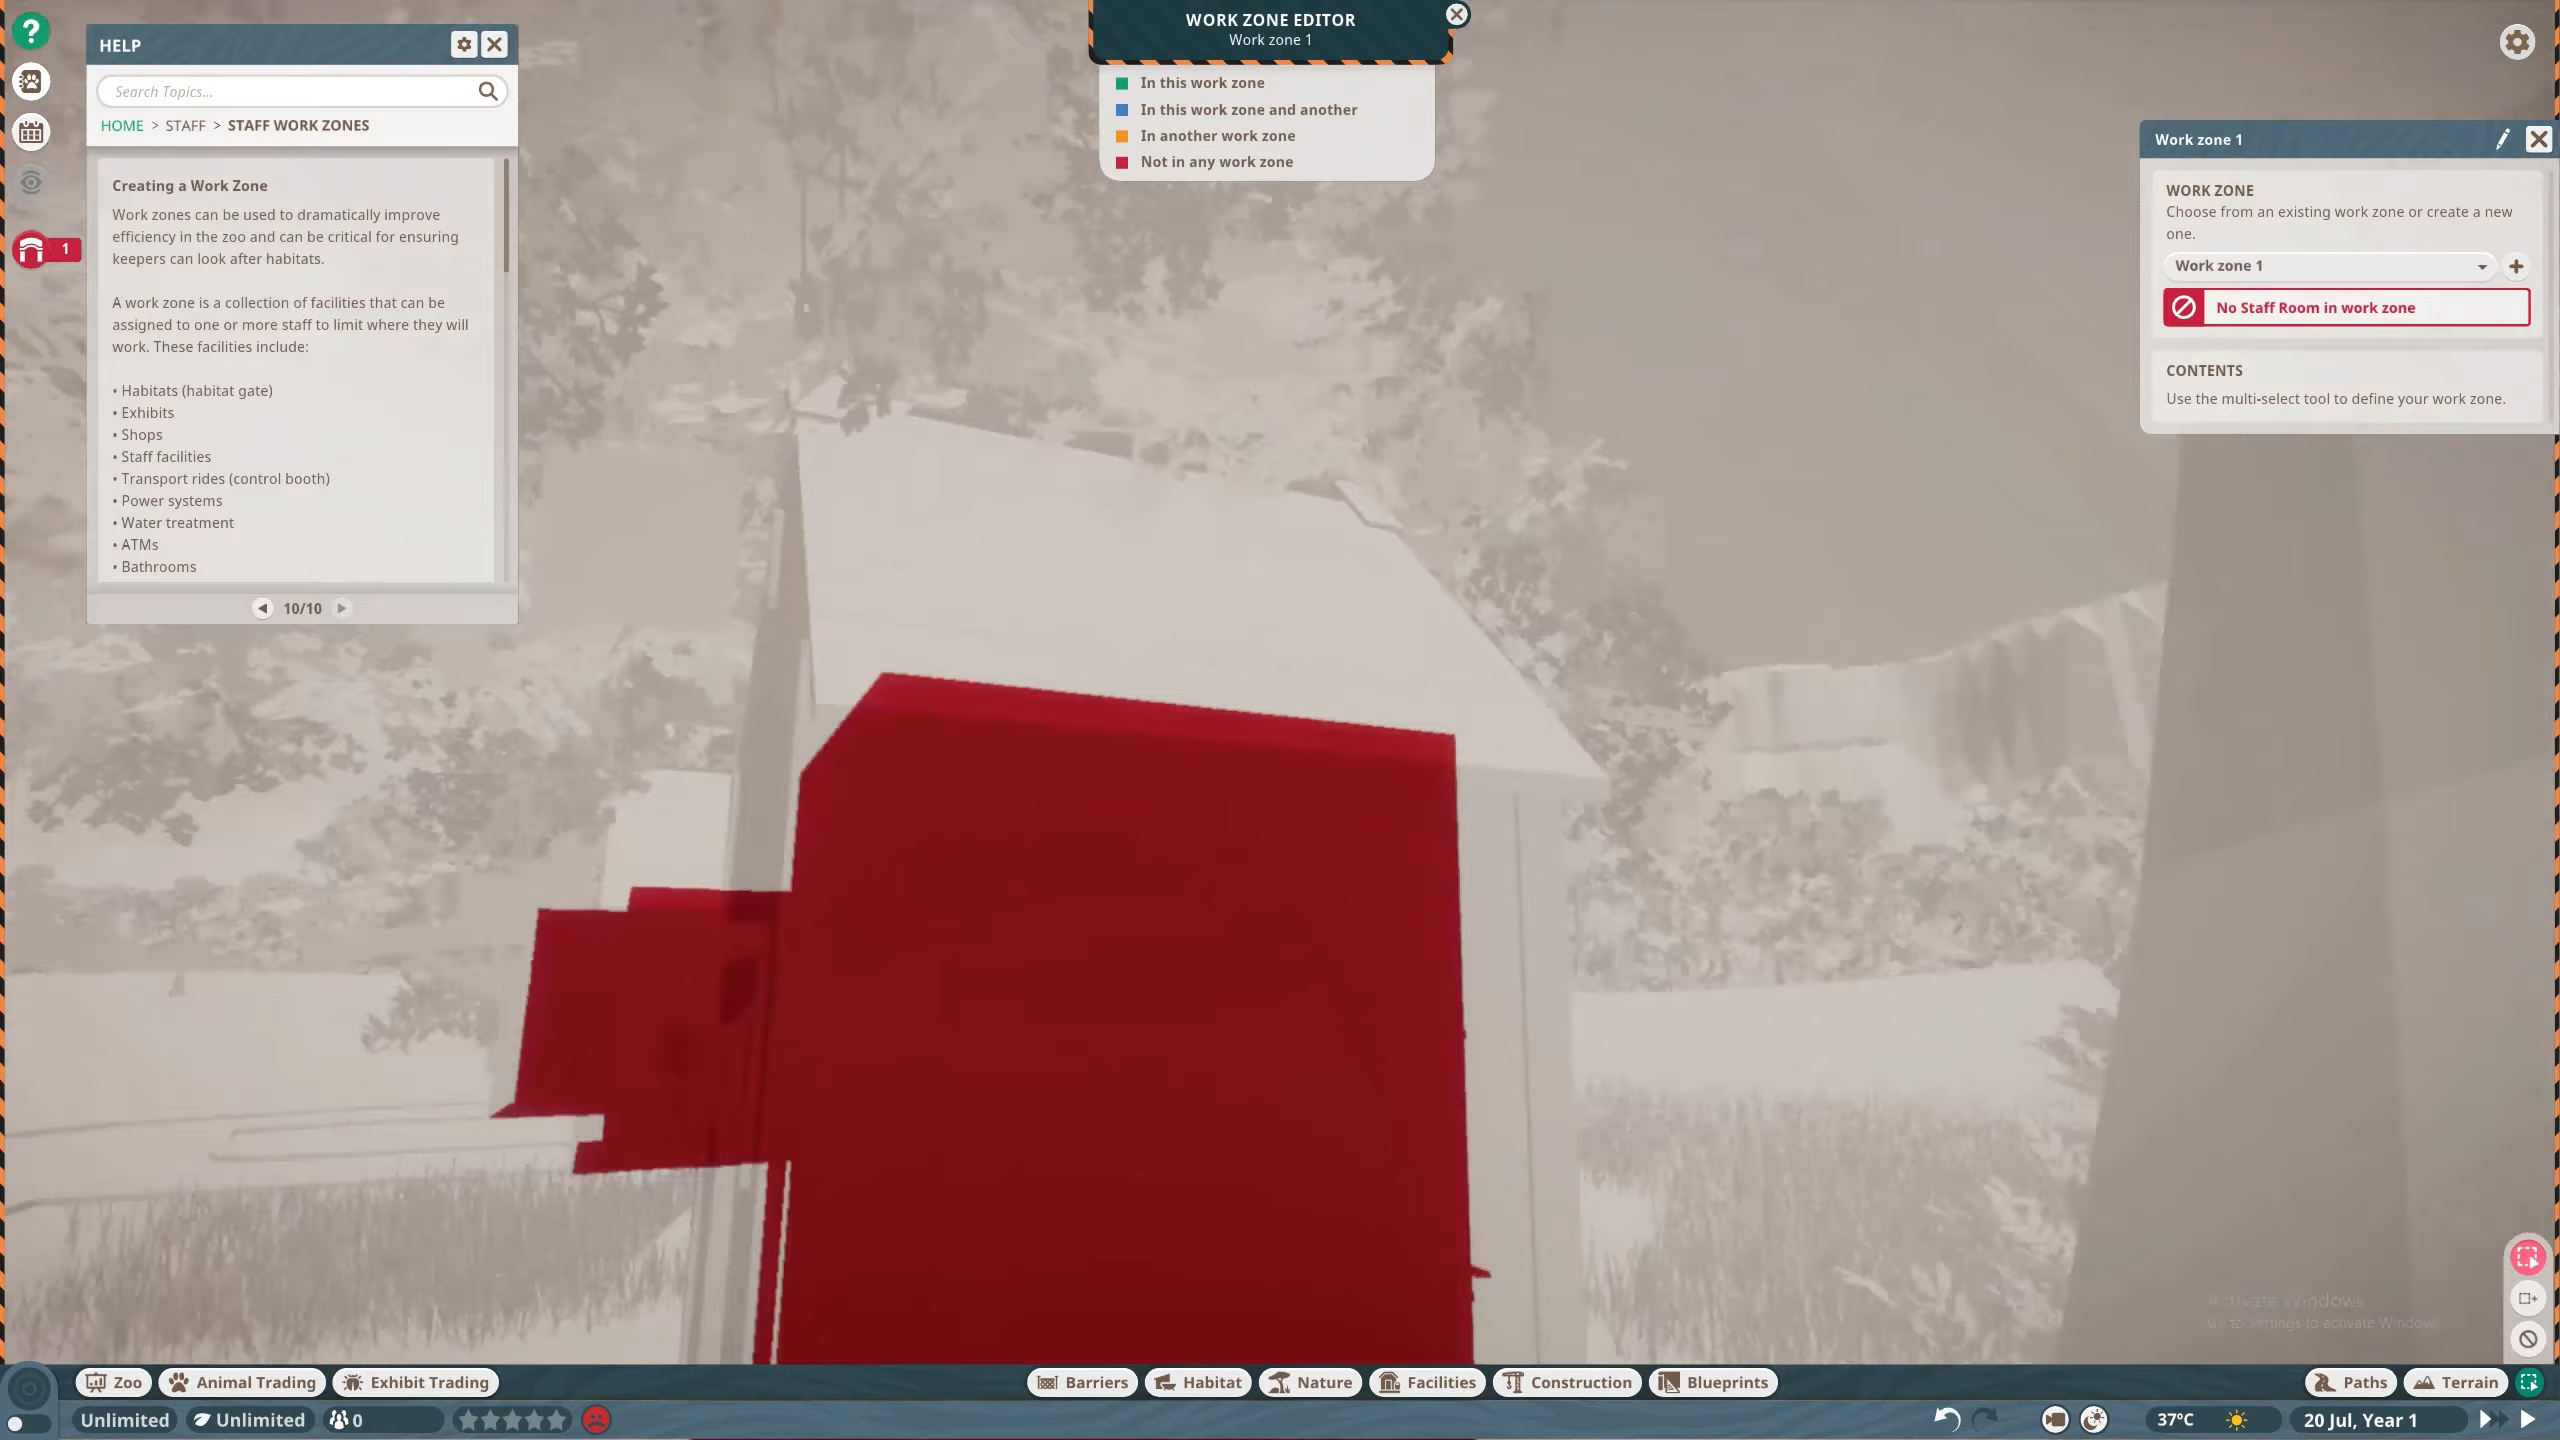 HELP
Search Topics...
HOME > STAFF > STAFF WORK ZONES
Creating a Work Zone
Work zones can be used to dramatically improve
efficiency in the zoo and can be critical for ensuring
keepers can look after habitats.
A work zone is a collection of facilities that can be
assigned to one or more staff to limit where they will
work. These facilities include:
• Habitats (habitat gate)
• Exhibits
• Shops
• Staff facilities
• Transport rides (control booth)
• Power systems
• Water treatment
• ATMs
• Bathrooms
10/10
1
WORK ZONE EDITOR
Work zone 1
In this work zone
In this work zone and another
In another work zone
Not in any work zone
Work zone 1
WORK ZONE
Choose from an existing work zone or create a new
one.
Work zone 1
No Staff Room in work zone
CONTENTS
Use the multi-select tool to define your work zone.
Activate Windows
Go to Settings to activate Windows
Zoo
Animal Trading
Exhibit Trading
Barriers
Habitat
Nature
Facilities
Construction
Blueprints
Paths
Terrain
Unlimited
Unlimited
0
37°C
20 Jul, Year 1